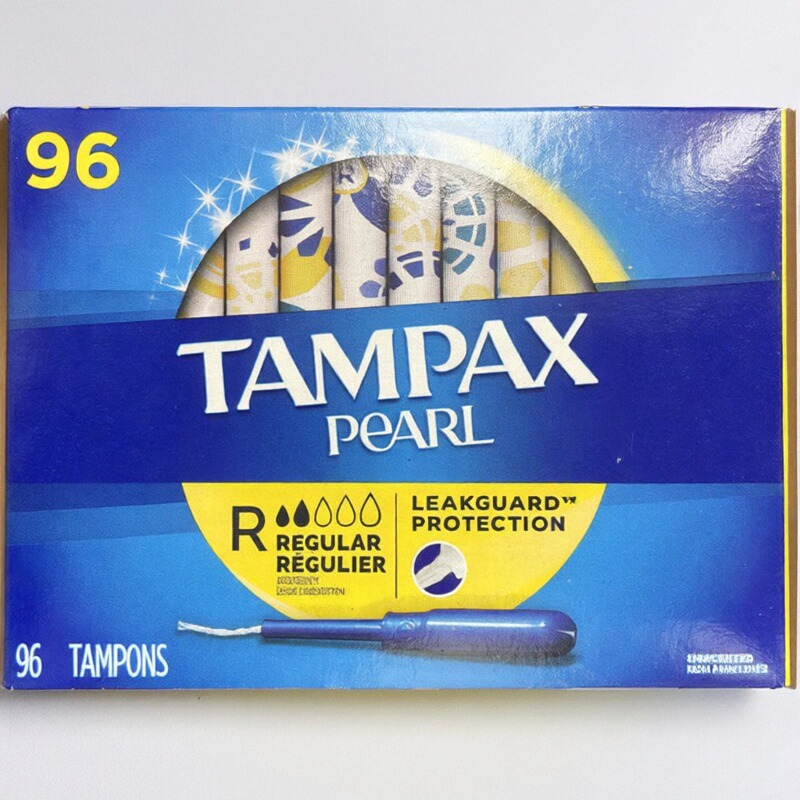 96
R
TAMPAX
PEARL
R
REGULAR
RÉGULIER
LEAKGUARD™
PROTECTION
96 TAMPONS